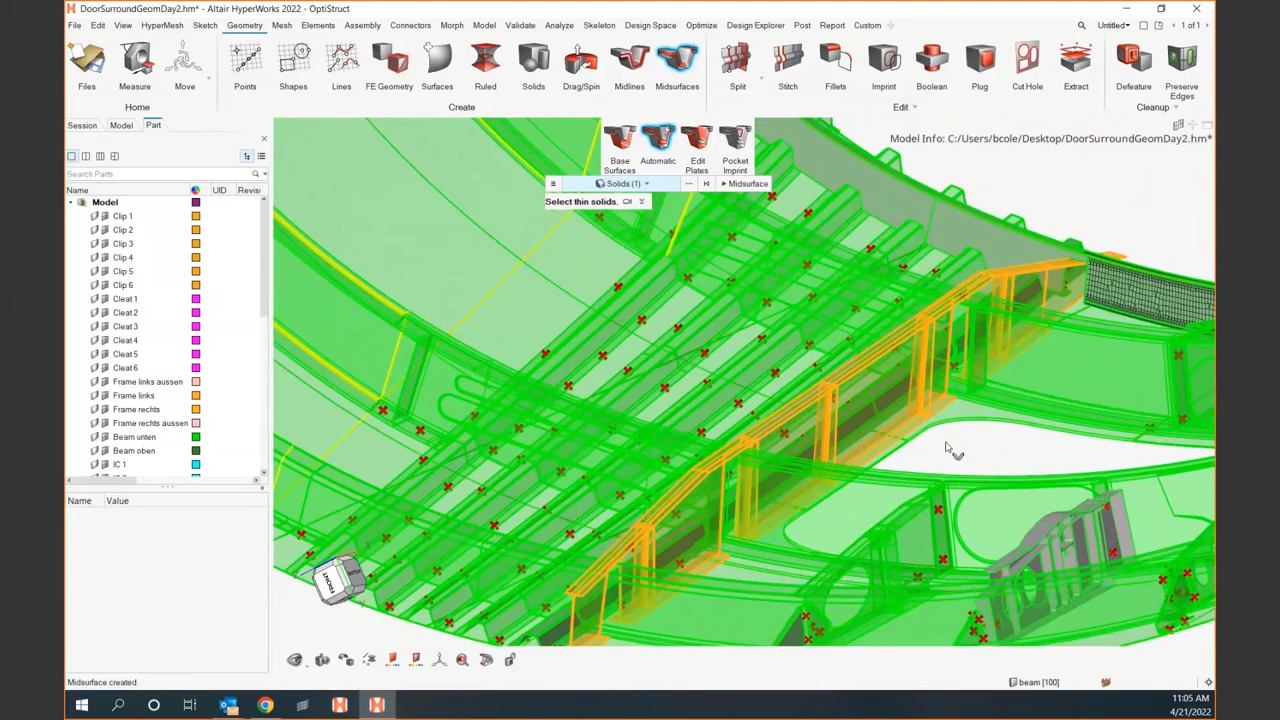 DoorSurroundGeomDay2.hm* - Altair HyperWorks 2022 - OptiStruct
File Edit View HyperMesh Sketch Geometry Mesh Elements Assembly Connectors Morph Model Validate Analyze Skeleton Design Space Optimize Design Explorer Post Report Custom Untitled* 1 of 1
Files Measure Move Points Shapes Lines FE Geometry Surfaces Ruled Solids Drag/Spin Midlines Midsurfaces Split Stitch Fillets Imprint Boolean Plug Cut Hole Extract Defeature Preserve Edges
Home Create Edit Cleanup
Session Model Part
Model Info: C:/Users/bcole/Desktop/DoorSurroundGeomDay2.hm*
Base Surfaces Automatic Edit Plates Pocket Imprint
Solids (1) Midsurface
Select thin solids.
Search Parts
Name UID Revisi
Model
Clip 1
Clip 2
Clip 3
Clip 4
Clip 5
Clip 6
Cleat 1
Cleat 2
Cleat 3
Cleat 4
Cleat 5
Cleat 6
Frame links aussen
Frame links
Frame rechts
Frame rechts aussen
Beam unten
Beam oben
IC 1
Name Value
FRONT
Midsurface created.
beam [100]
11:05 AM
4/21/2022